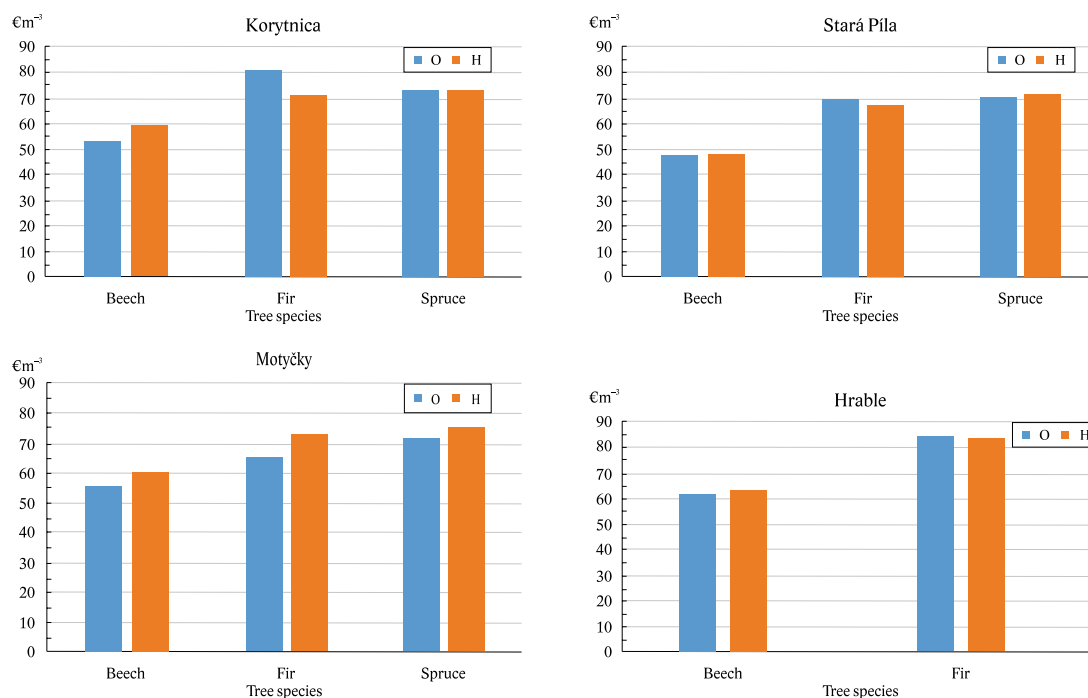 €m⁻³
Korytnica
O H
90
80
70
60
50
40
30
20
10
0
Beech Fir Spruce
Tree species
€m⁻³
Stará Píla
O H
90
80
70
60
50
40
30
20
10
0
Beech Fir Spruce
Tree species
€m⁻³
Motyčky
O H
90
80
70
60
50
40
30
20
10
0
Beech Fir Spruce
Tree species
€m⁻³
Hrable
O H
90
80
70
60
50
40
30
20
10
0
Beech Fir
Tree species